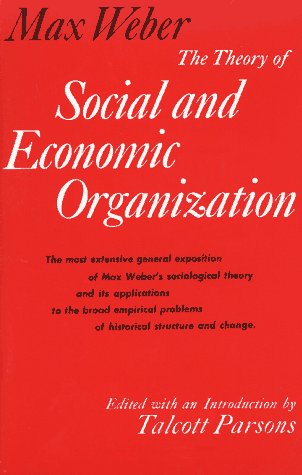 Max Weber
The Theory of
Social and
Economic
Organization
The most extensive general exposition
of Max Weber's sociological theory
and its applications
to the broad empirical problems
of historical structure and change.
Edited with an Introduction by
Talcott Parsons